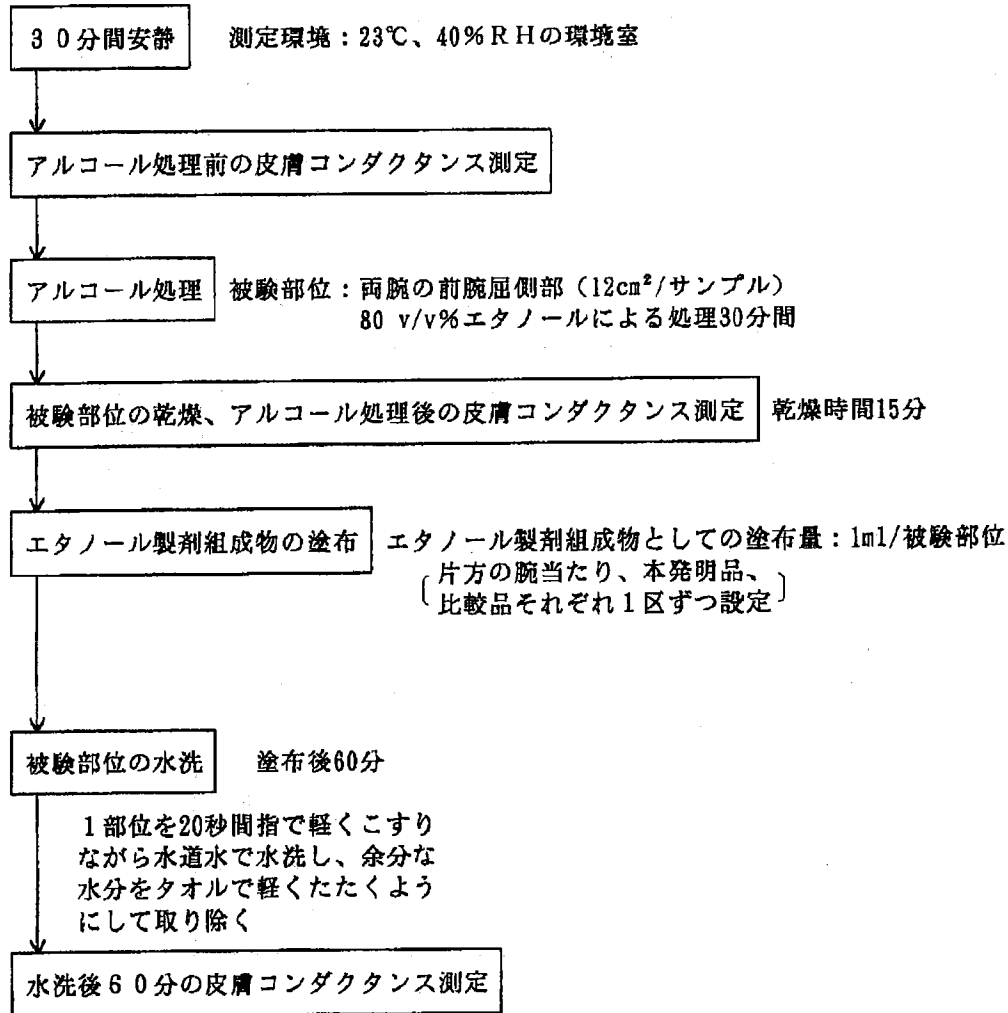 ３０分間安静　測定環境：23℃、40％ＲＨの環境室
アルコール処理前の皮膚コンダクタンス測定
アルコール処理　被験部位：両腕の前腕屈側部（12cm²/サンプル）
80 v/v％エタノールによる処理30分間
被験部位の乾燥、アルコール処理後の皮膚コンダクタンス測定　乾燥時間15分
エタノール製剤組成物の塗布　エタノール製剤組成物としての塗布量：1ml/被験部位
〔片方の腕当たり、本発明品、
比較品それぞれ１区ずつ設定〕
被験部位の水洗　塗布後60分
１部位を20秒間指で軽くこすり
ながら水道水で水洗し、余分な
水分をタオルで軽くたたくよう
にして取り除く
水洗後６０分の皮膚コンダクタンス測定